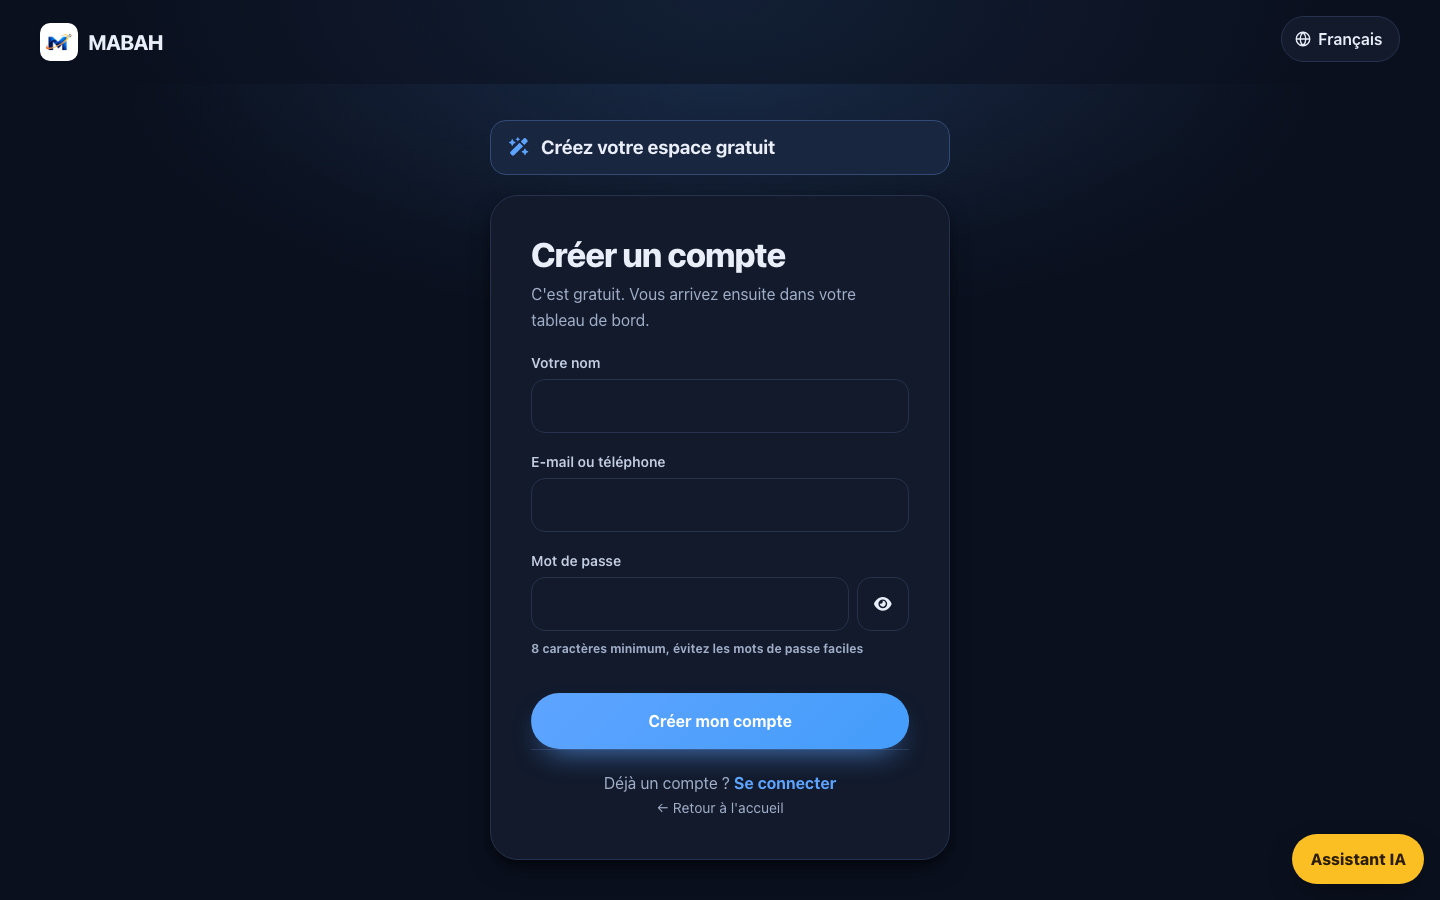 MABAH
Français
Créez votre espace gratuit
Créer un compte
C'est gratuit. Vous arrivez ensuite dans votre
tableau de bord.
Votre nom
E-mail ou téléphone
Mot de passe
8 caractères minimum, évitez les mots de passe faciles
Créer mon compte
Déjà un compte ? Se connecter
← Retour à l'accueil
Assistant IA